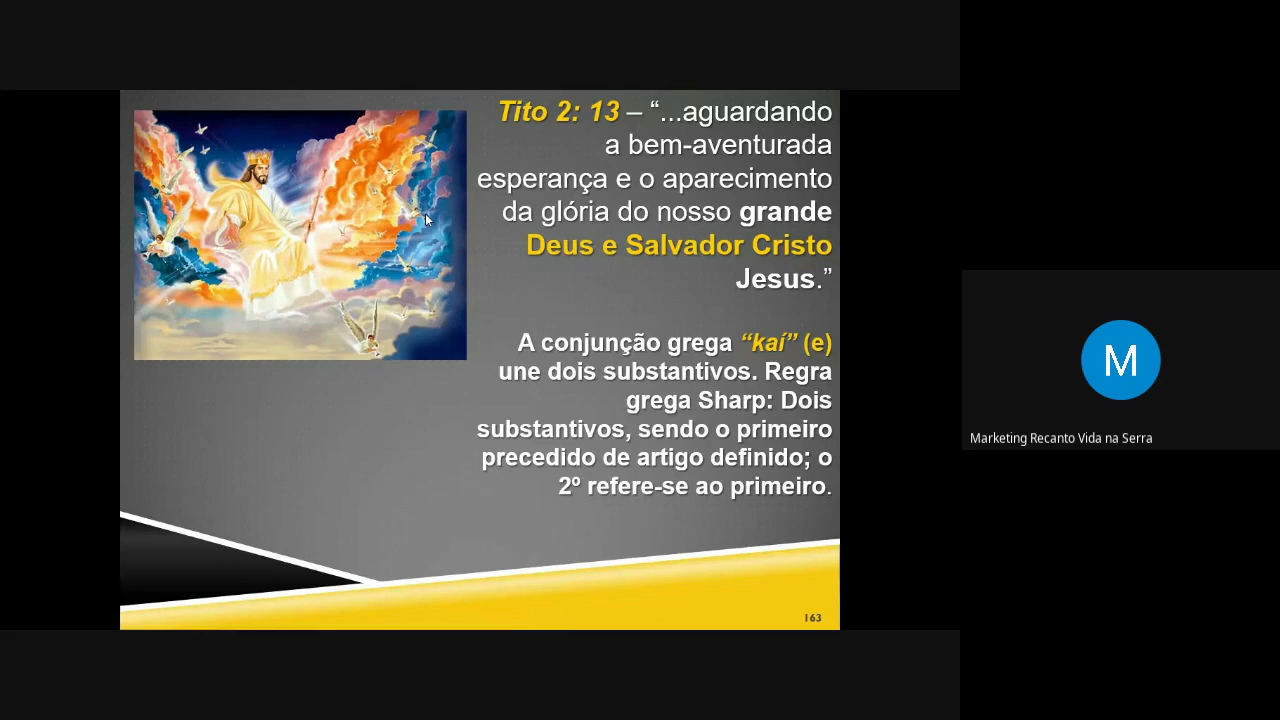 Tito 2: 13 – “...aguardando
a bem-aventurada
esperança e o aparecimento
da glória do nosso grande
Deus e Salvador Cristo
Jesus.”
A conjunção grega “kaí” (e)
une dois substantivos. Regra
grega Sharp: Dois
substantivos, sendo o primeiro
precedido de artigo definido; o
2º refere-se ao primeiro.
163
M
Marketing Recanto Vida na Serra